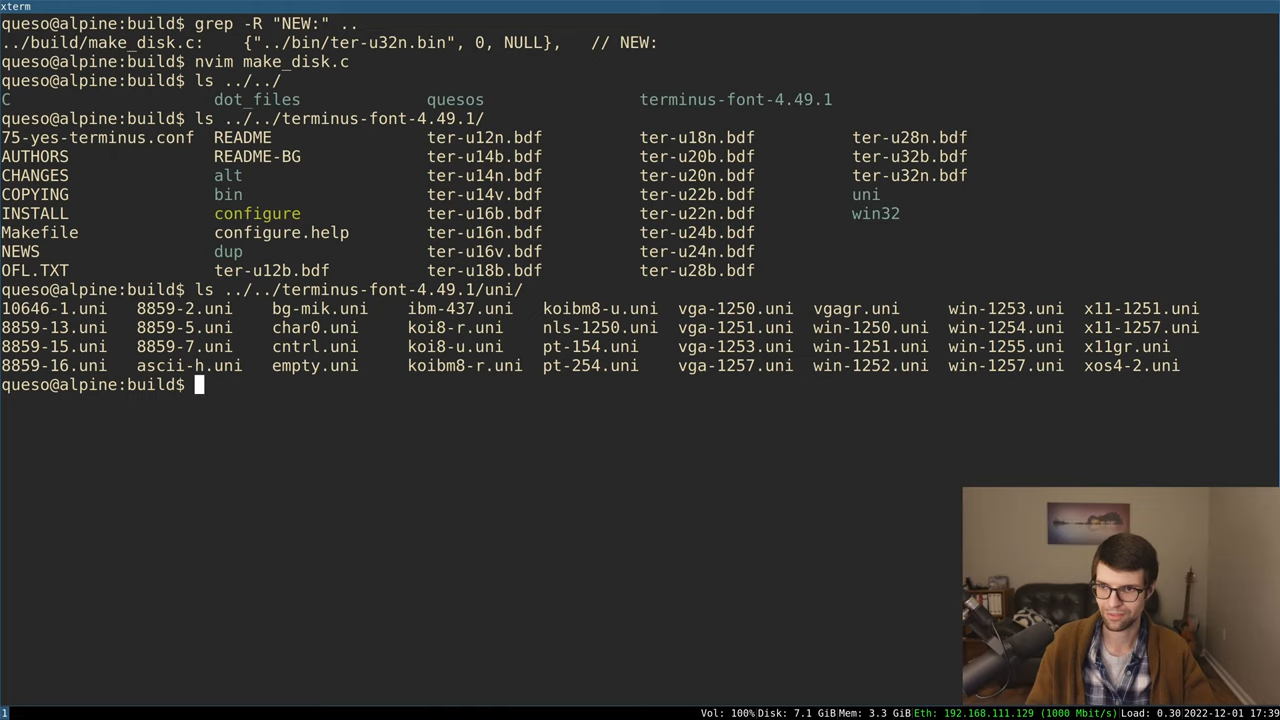 xterm
queso@alpine:build$ grep -R "NEW:" ..
../build/make_disk.c:    {"../bin/ter-u32n.bin", 0, NULL},   // NEW:
queso@alpine:build$ nvim make_disk.c
queso@alpine:build$ ls ../../
C dot_files quesos terminus-font-4.49.1
queso@alpine:build$ ls ../../terminus-font-4.49.1/
75-yes-terminus.conf README ter-u12n.bdf ter-u18n.bdf ter-u28n.bdf
AUTHORS README-BG ter-u14b.bdf ter-u20b.bdf ter-u32b.bdf
CHANGES alt ter-u14n.bdf ter-u20n.bdf ter-u32n.bdf
COPYING bin ter-u14v.bdf ter-u22b.bdf uni
INSTALL configure ter-u16b.bdf ter-u22n.bdf win32
Makefile configure.help ter-u16n.bdf ter-u24b.bdf
NEWS dup ter-u16v.bdf ter-u24n.bdf
OFL.TXT ter-u12b.bdf ter-u18b.bdf ter-u28b.bdf
queso@alpine:build$ ls ../../terminus-font-4.49.1/uni/
10646-1.uni 8859-2.uni bg-mik.uni ibm-437.uni koibm8-u.uni vga-1250.uni vgagr.uni win-1253.uni x11-1251.uni
8859-13.uni 8859-5.uni char0.uni koi8-r.uni nls-1250.uni vga-1251.uni win-1250.uni win-1254.uni x11-1257.uni
8859-15.uni 8859-7.uni cntrl.uni koi8-u.uni pt-154.uni vga-1253.uni win-1251.uni win-1255.uni x11gr.uni
8859-16.uni ascii-h.uni empty.uni koibm8-r.uni pt-254.uni vga-1257.uni win-1252.uni win-1257.uni xos4-2.uni
queso@alpine:build$
1 Vol: 100% Disk: 7.1 GiB Mem: 3.3 GiB Eth: 192.168.111.129 (1000 Mbit/s) Load: 0.30 2022-12-01 17:39